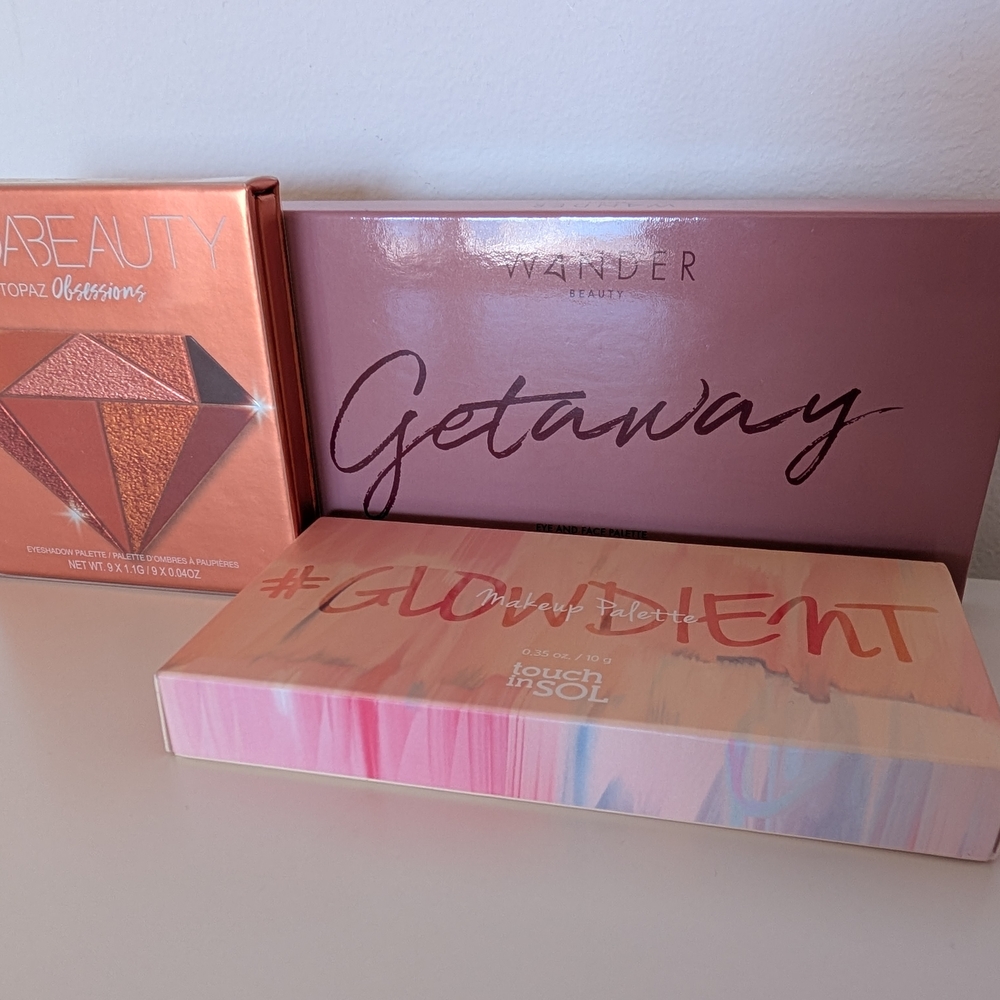 ABEAUTY
TOPAZ Obsessions
EYESHADOW PALETTE / PALETTE D'OMBRES À PAUPIÈRES
NET WT. 9 X 1.1G / 9 X 0.04OZ
WANDER
BEAUTY
Getaway
EYE AND FACE PALETTE
#GLOWDIENT
Makeup Palette
0.35 oz. / 10 g
touch
in SOL